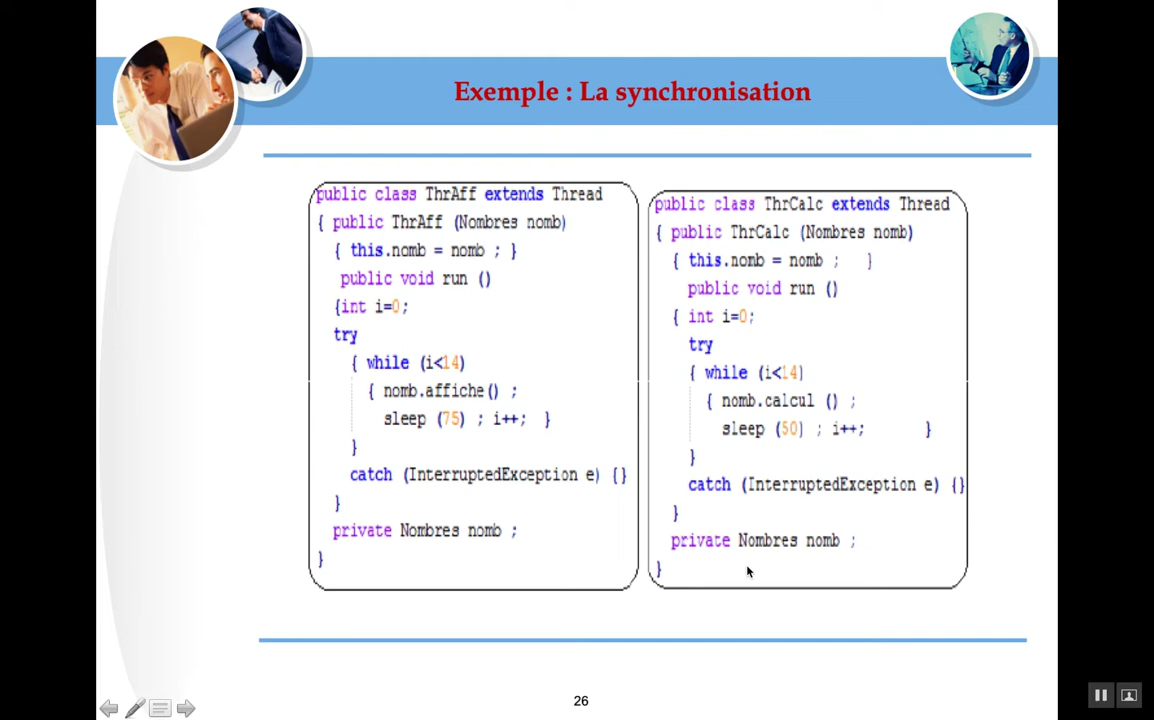 Exemple : La synchronisation
public class ThrAff extends Thread
{ public ThrAff (Nombres nomb)
{ this.nomb = nomb ; }
public void run ()
{int i=0;
try
{ while (i<14)
{ nomb.affiche() ;
sleep (75) ; i++; }
}
catch (InterruptedException e) {}
}
private Nombres nomb ;
}
public class ThrCalc extends Thread
{ public ThrCalc (Nombres nomb)
{ this.nomb = nomb ; }
public void run ()
{ int i=0;
try
{ while (i<14)
{ nomb.calcul () ;
sleep (50) ; i++; }
}
catch (InterruptedException e) {}
}
private Nombres nomb ;
}
26